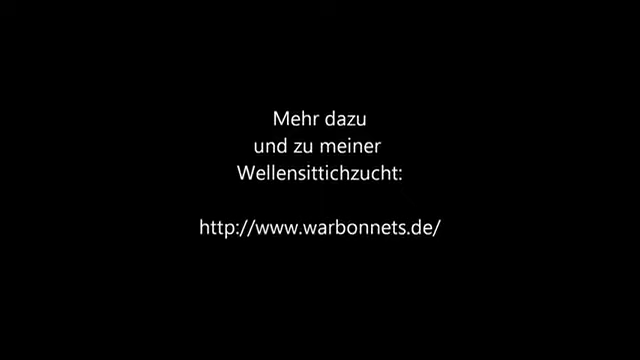 Mehr dazu
und zu meiner
Wellensittichzucht:
http://www.warbonnets.de/